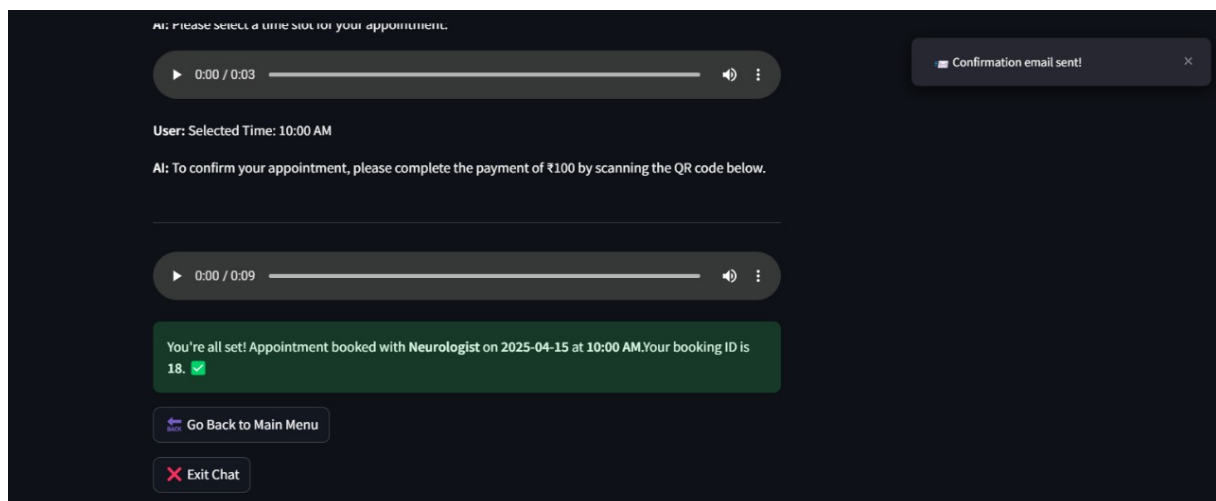 AI: Please select a time slot for your appointment.
0:00 / 0:03
Confirmation email sent!
User: Selected Time: 10:00 AM
AI: To confirm your appointment, please complete the payment of ₹100 by scanning the QR code below.
0:00 / 0:09
You're all set! Appointment booked with Neurologist on 2025-04-15 at 10:00 AM.Your booking ID is
18. ✅
BACK Go Back to Main Menu
❌ Exit Chat